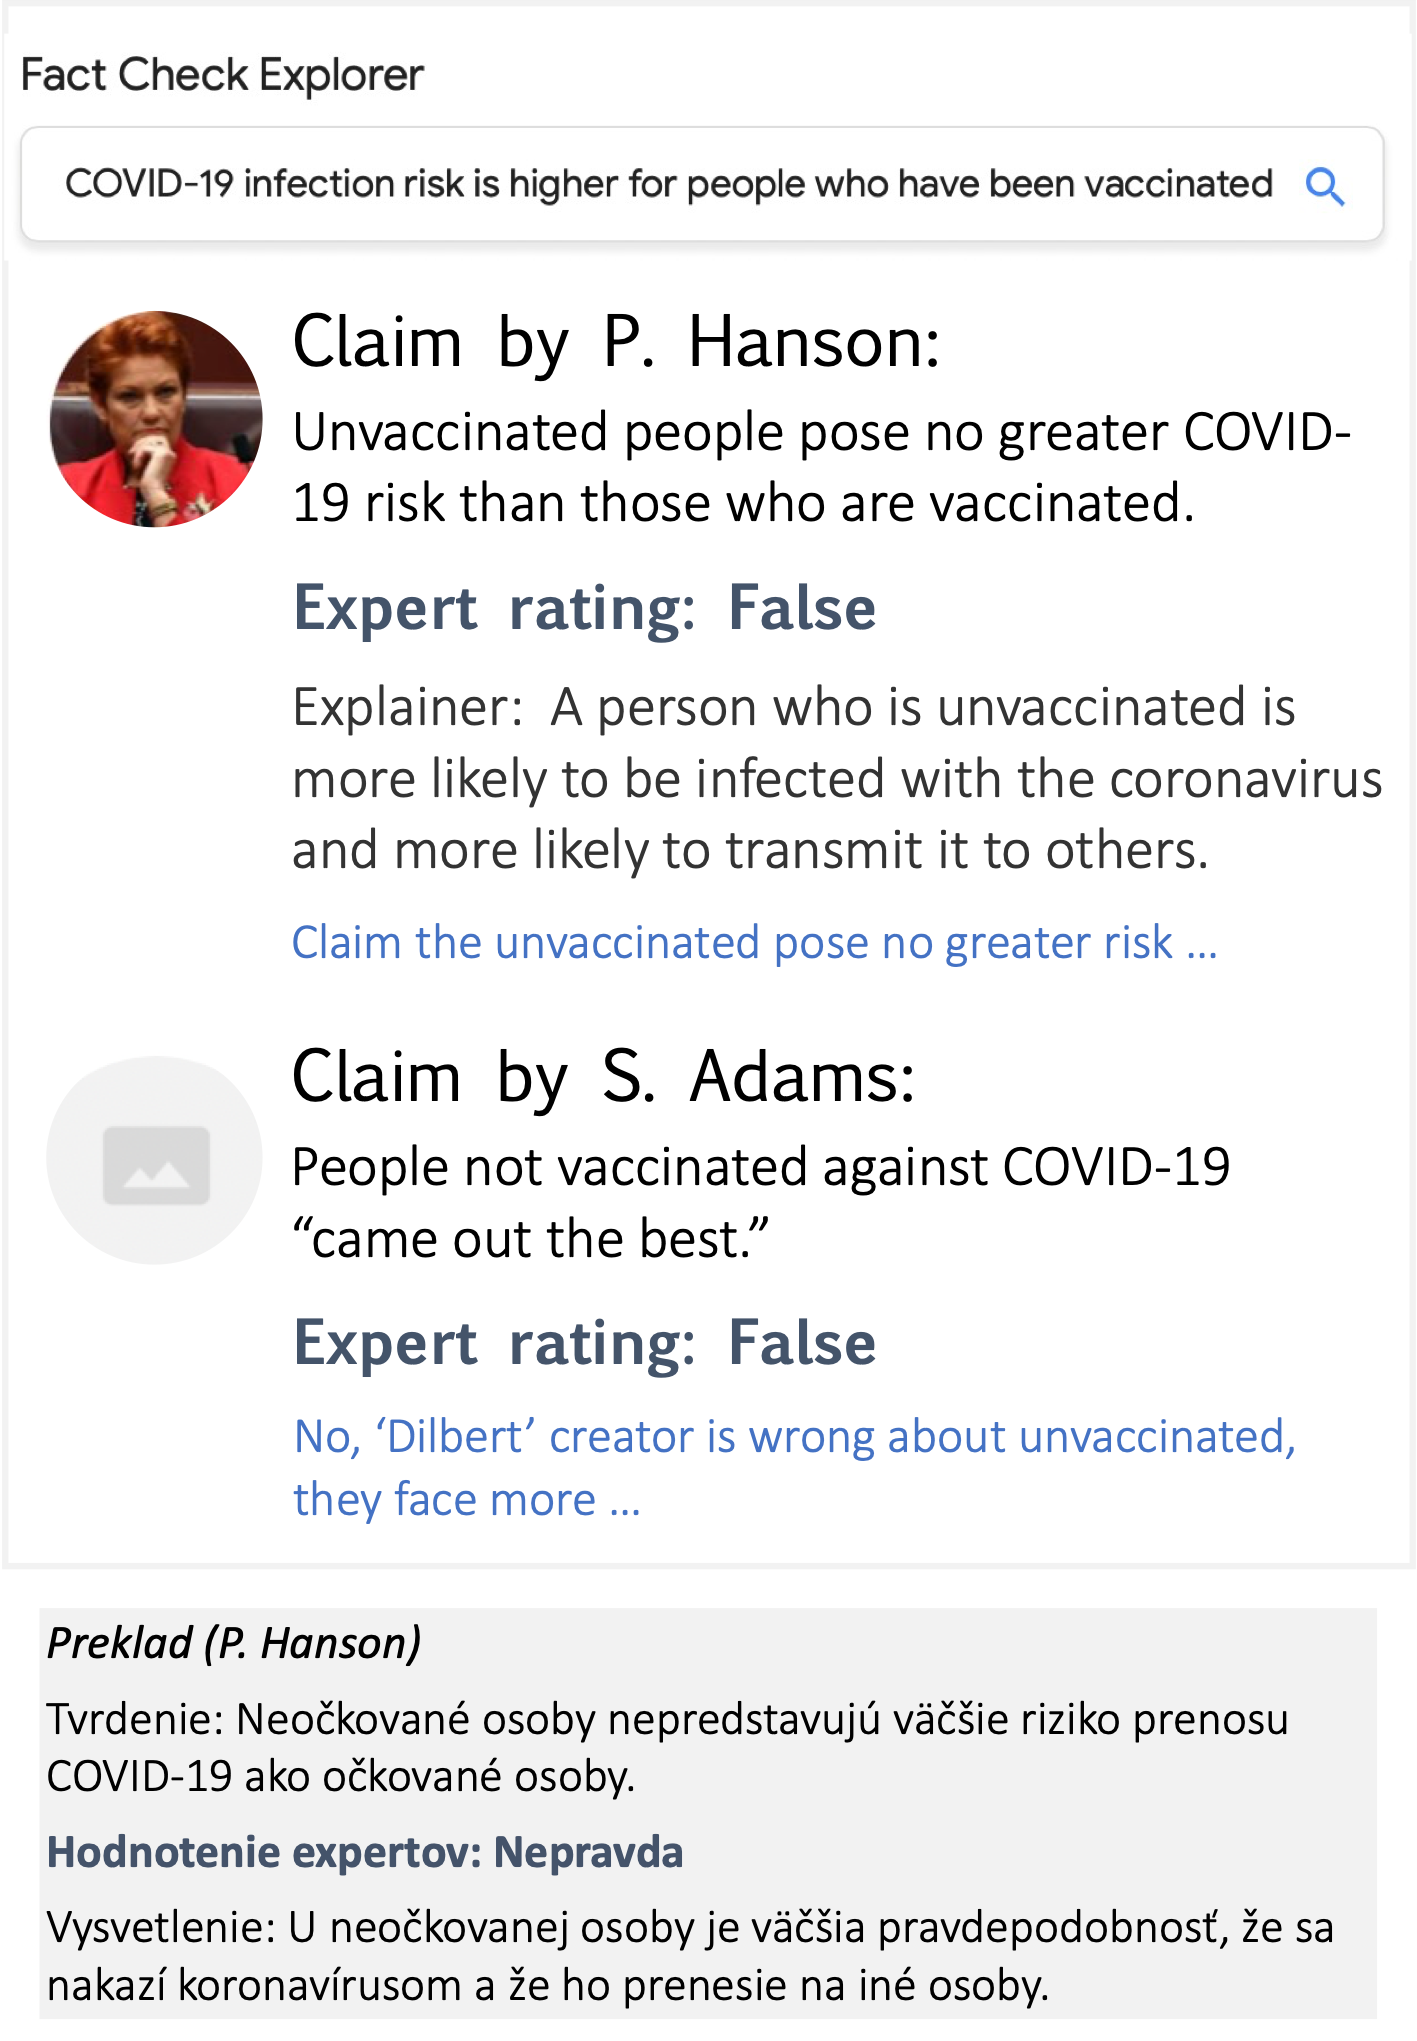 Fact Check Explorer
COVID-19 infection risk is higher for people who have been vaccinated
Claim by P. Hanson:
Unvaccinated people pose no greater COVID-
19 risk than those who are vaccinated.
Expert rating: False
Explainer: A person who is unvaccinated is
more likely to be infected with the coronavirus
and more likely to transmit it to others.
Claim the unvaccinated pose no greater risk ...
Claim by S. Adams:
People not vaccinated against COVID-19
“came out the best.”
Expert rating: False
No, ‘Dilbert’ creator is wrong about unvaccinated,
they face more ...
Preklad (P. Hanson)
Tvrdenie: Neočkované osoby nepredstavujú väčšie riziko prenosu
COVID-19 ako očkované osoby.
Hodnotenie expertov: Nepravda
Vysvetlenie: U neočkovanej osoby je väčšia pravdepodobnosť, že sa
nakazí koronavírusom a že ho prenesie na iné osoby.